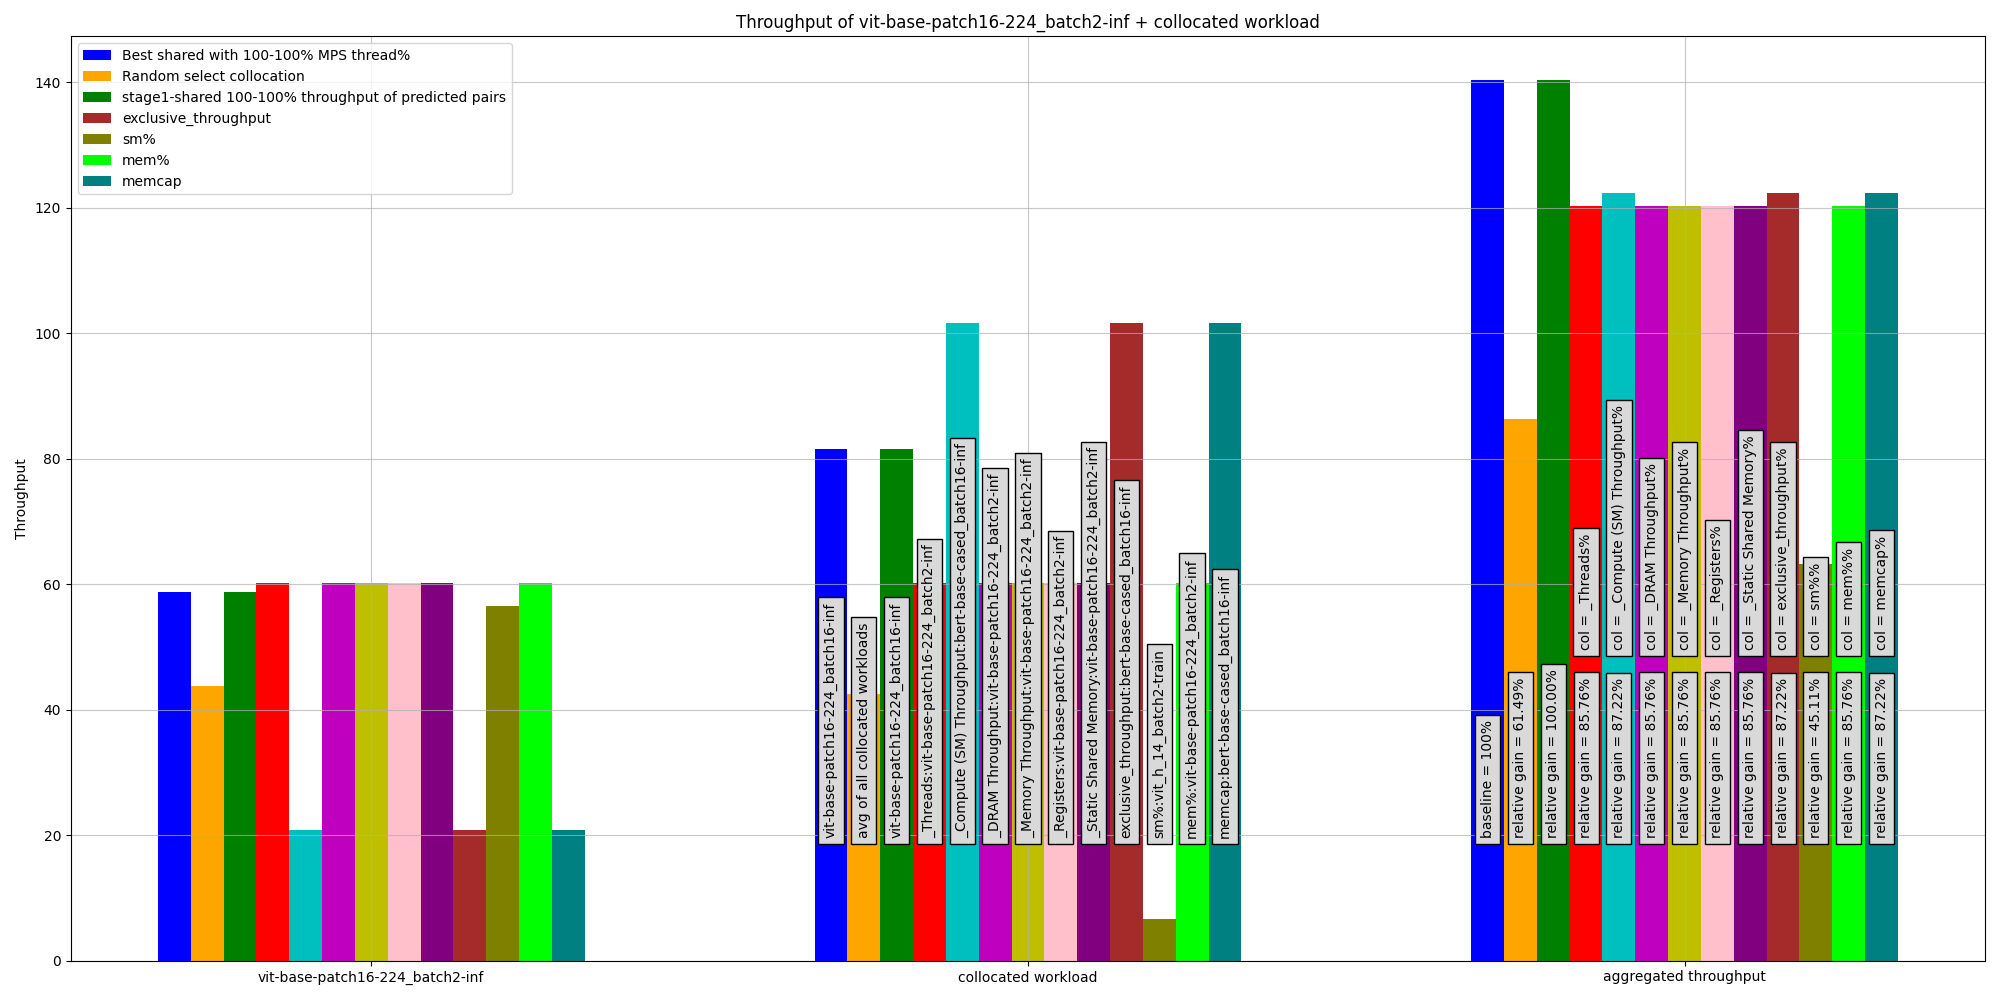 Throughput of vit-base-patch16-224_batch2-inf + collocated workload
Best shared with 100-100% MPS thread%
Random select collocation
stage1-shared 100-100% throughput of predicted pairs
exclusive_throughput
sm%
mem%
memcap
Throughput
140
120
100
80
60
40
20
0
vit-base-patch16-224_batch16-inf
avg of all collocated workloads
vit-base-patch16-224_batch16-inf
_Threads:vit-base-patch16-224_batch2-inf
_Compute (SM) Throughput:bert-base-cased_batch16-inf
_DRAM Throughput:vit-base-patch16-224_batch2-inf
_Memory Throughput:vit-base-patch16-224_batch2-inf
_Registers:vit-base-patch16-224_batch2-inf
_Static Shared Memory:vit-base-patch16-224_batch2-inf
exclusive_throughput:bert-base-cased_batch16-inf
sm%:vit_h_14_batch2-train
mem%:vit-base-patch16-224_batch2-inf
memcap:bert-base-cased_batch16-inf
col = _Threads%
col = _Compute (SM) Throughput%
col = _DRAM Throughput%
col = _Memory Throughput%
col = _Registers%
col = _Static Shared Memory%
col = exclusive_throughput%
col = sm%%
col = mem%%
col = memcap%
baseline = 100%
relative gain = 61.49%
relative gain = 100.00%
relative gain = 85.76%
relative gain = 87.22%
relative gain = 85.76%
relative gain = 85.76%
relative gain = 85.76%
relative gain = 85.76%
relative gain = 87.22%
relative gain = 45.11%
relative gain = 85.76%
relative gain = 87.22%
vit-base-patch16-224_batch2-inf
collocated workload
aggregated throughput